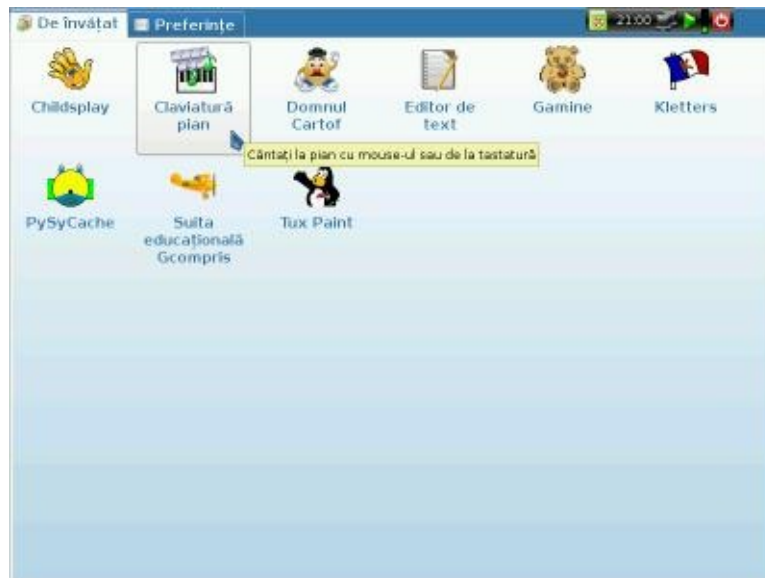 De învățat
Preferințe
21:00
Childsplay
Claviatură
pian
Domnul
Cartof
Editor de
text
Gamine
Kletters
Cântați la pian cu mouse-ul sau de la tastatură
PySyCache
Suita
educațională
Gcompris
Tux Paint